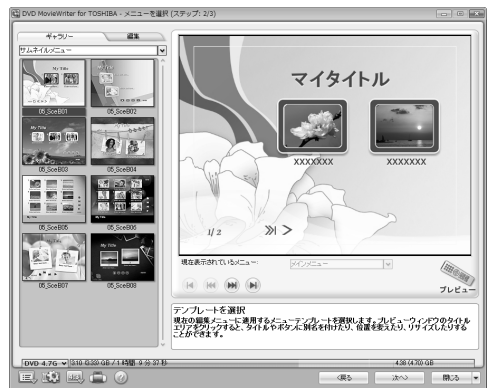 DVD MovieWriter for TOSHIBA - メニューを選択 (ステップ: 2/3)
ギャラリー
編集
サムネイルメニュー
05_SceB01
05_SceB02
05_SceB03
05_SceB04
05_SceB05
05_SceB06
05_SceB07
05_SceB08
マイタイトル
XXXXXXX
XXXXXXX
1/ 2
現在表示されているメニュー:
メインメニュー
プレビュー
テンプレートを選択
現在の編集メニューに適用するメニューテンプレートを選択します。プレビューウィンドウのタイトル
エリアをクリックすると、タイトルやボタンに別名を付けたり、位置を変えたり、リサイズしたりする
ことができます。
DVD 4.7G
/1 時間 9 分 37 秒
4.38 (4.70) GB
<戻る
次へ>
閉じる